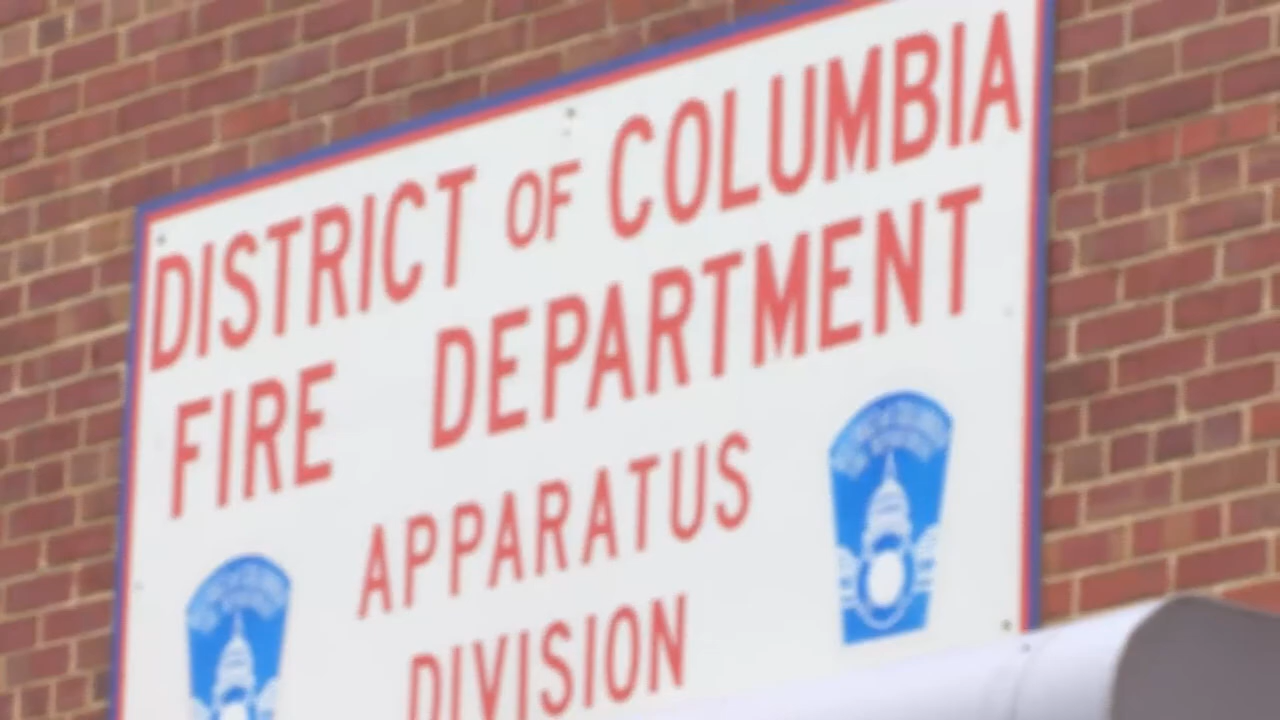 DISTRICT OF COLUMBIA
FIRE DEPARTMENT
APPARATUS
DIVISION